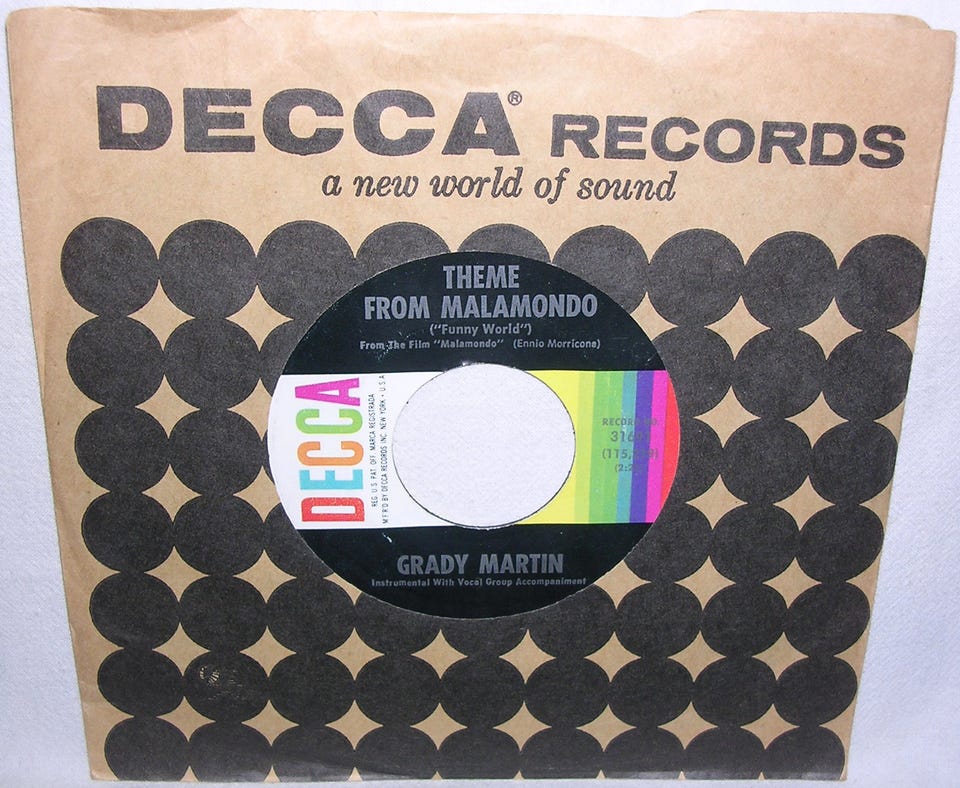 DECCA® RECORDS
a new world of sound
THEME
FROM MALAMONDO
("Funny World")
From The Film "Malamondo" (Ennio Morricone)
DECCA
REG. U.S. PAT. OFF. MARCA REGISTRADA
M'F'R'D BY DECCA RECORDS INC. NEW YORK • U.S.A.
GRADY MARTIN
Instrumental With Vocal Group Accompaniment